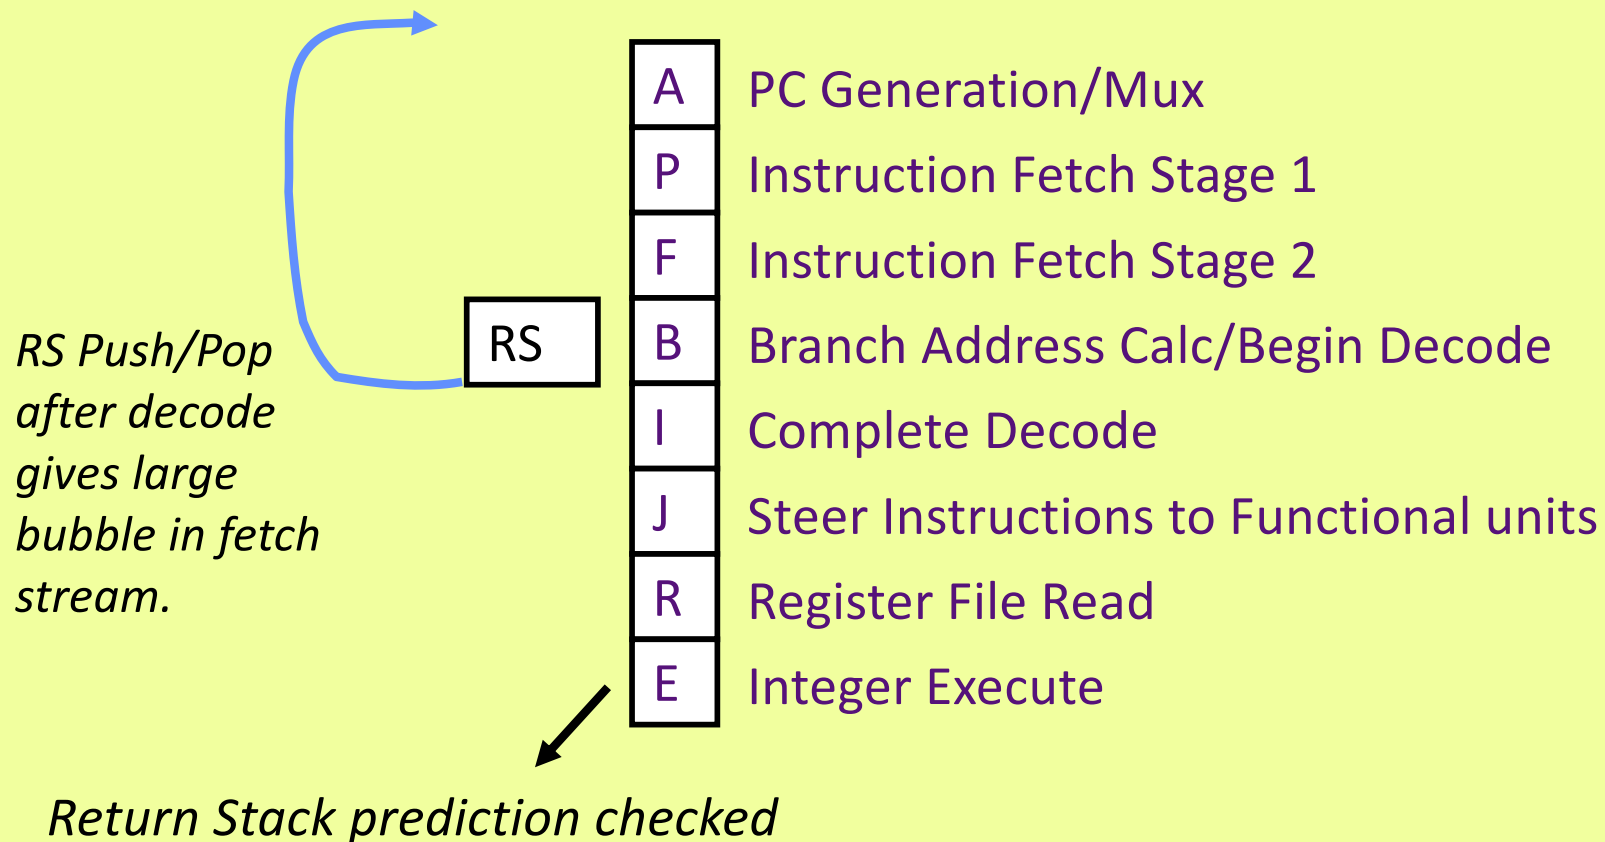 A PC Generation/Mux
P Instruction Fetch Stage 1
F Instruction Fetch Stage 2
RS B Branch Address Calc/Begin Decode
I Complete Decode
J Steer Instructions to Functional units
R Register File Read
E Integer Execute
RS Push/Pop
after decode
gives large
bubble in fetch
stream.
Return Stack prediction checked